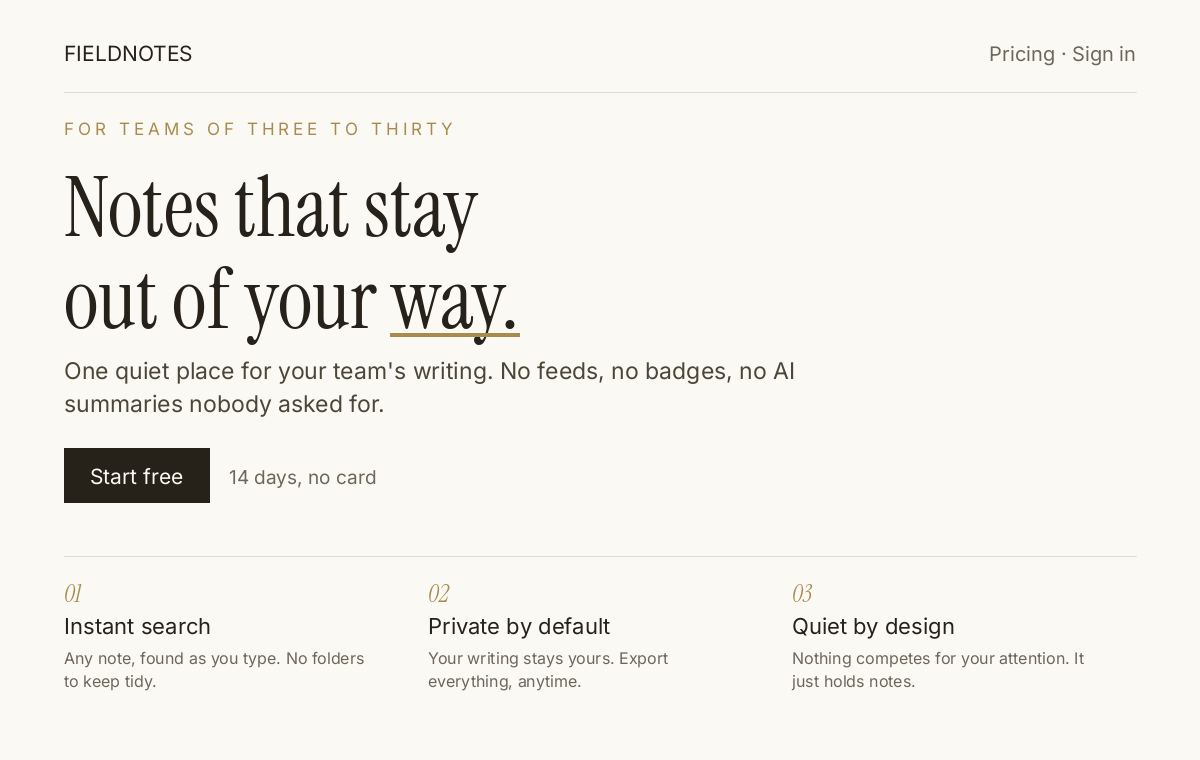 FIELDNOTES
Pricing · Sign in
FOR TEAMS OF THREE TO THIRTY
Notes that stay
out of your way.
One quiet place for your team's writing. No feeds, no badges, no AI
summaries nobody asked for.
Start free
14 days, no card
01
Instant search
Any note, found as you type. No folders
to keep tidy.
02
Private by default
Your writing stays yours. Export
everything, anytime.
03
Quiet by design
Nothing competes for your attention. It
just holds notes.